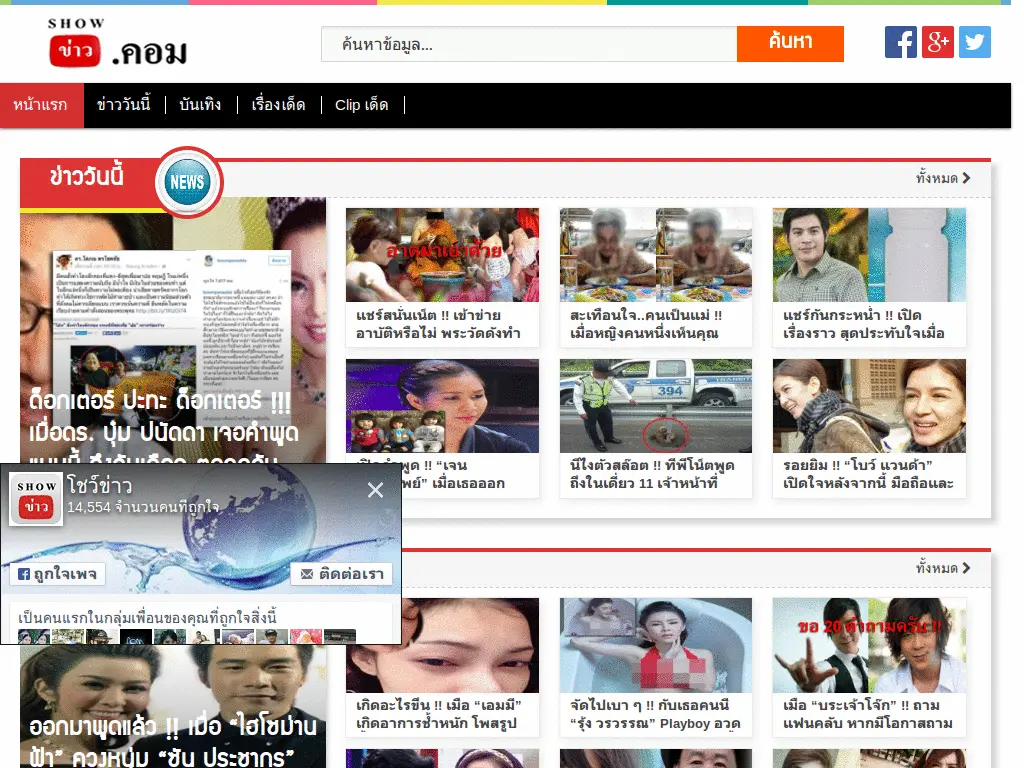 SHOW
ข่าว .คอม
ค้นหาข้อมูล...
ค้นหา
หน้าแรก
ข่าววันนี้
บันเทิง
เรื่องเด็ด
Clip เด็ด
ข่าววันนี้
NEWS
ทั้งหมด
ด็อกเตอร์ ปะทะ ด็อกเตอร์ !!!
เมื่อดร. ปุ้ม ปนัดดา เจอคำพูด
อาตมาเอาด้วย
แชร์สนั่นเน็ต !! เข้าข่าย
อาบัติหรือไม่ พระวัดดังทำ
สะเทือนใจ..คนเป็นแม่ !!
เมื่อหญิงคนหนึ่งเห็นคุณ
แชร์กันกระหน่ำ !! เปิด
เรื่องราว สุดประทับใจเมื่อ
พูด !! “เจน
พย์” เมื่อเธอออก
394
นี่ไงตัวสล๊อต !! ทีพีโน้ตพูด
ถึงในเดี่ยว 11 เจ้าหน้าที่
รอยยิ้ม !! “โบว์ แวนด้า”
เปิดใจหลังจากนี้ มือถือและ
SHOW
ข่าว
โชว์ข่าว
14,554 จำนวนคนที่ถูกใจ
ถูกใจเพจ
ติดต่อเรา
เป็นคนแรกในกลุ่มเพื่อนของคุณที่ถูกใจสิ่งนี้
ทั้งหมด
ออกมาพูดแล้ว !! เมื่อ “ไฮโซม่าน
ฟ้า” ควงหนุ่ม “ซัน ประชากร”
เกิดอะไรขึ้น !! เมื่อ “เอมมี่”
เกิดอาการช้ำหนัก โพสรูป
จัดไปเบา ๆ !! กับเธอคนนี้
“รุ้ง วรวรรณ” Playboy อวด
ขอ 20 คำถามครับ !!
เมื่อ “บระเจ้าโจ๊ก” !! ถาม
แฟนคลับ หากมีโอกาสถาม